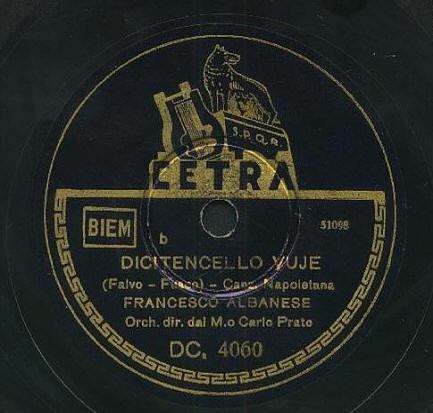 S.P.Q.R.
CETRA
BIEM
51098
b
DICITENCELLO VUJE
(Falvo - Fusco) - Canz. Napoletana
FRANCESCO ALBANESE
Orch. dir. dal M.o Carlo Prato
DC. 4060